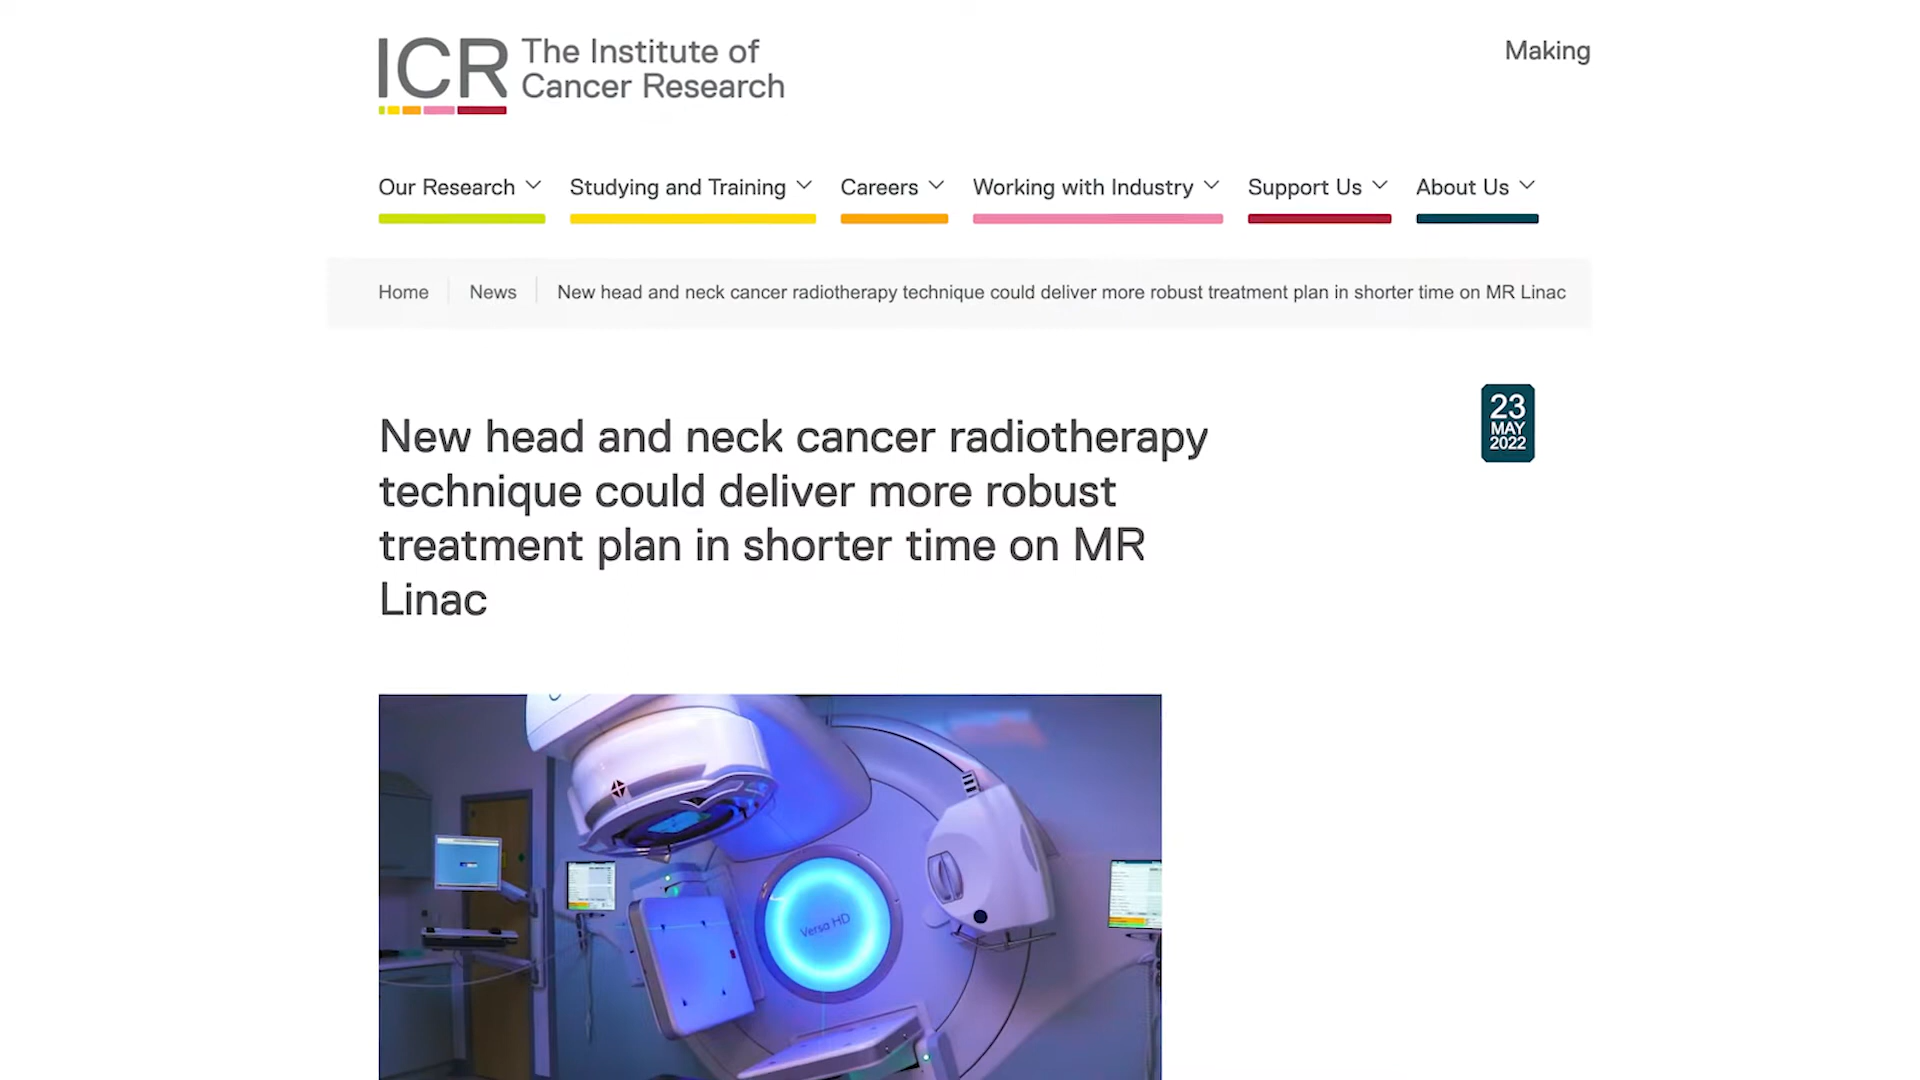 ICR The Institute of
Cancer Research
Making
Our Research
Studying and Training
Careers
Working with Industry
Support Us
About Us
Home
News
New head and neck cancer radiotherapy technique could deliver more robust treatment plan in shorter time on MR Linac
New head and neck cancer radiotherapy
technique could deliver more robust
treatment plan in shorter time on MR
Linac
23
MAY
2022
Versa HD